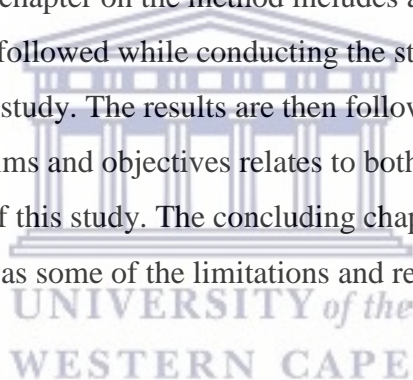 chapter on the method includes a
followed while conducting the st
study. The results are then follow
ms and objectives relates to both
f this study. The concluding chap
as some of the limitations and re
UNIVERSITY of the
WESTERN CAPE